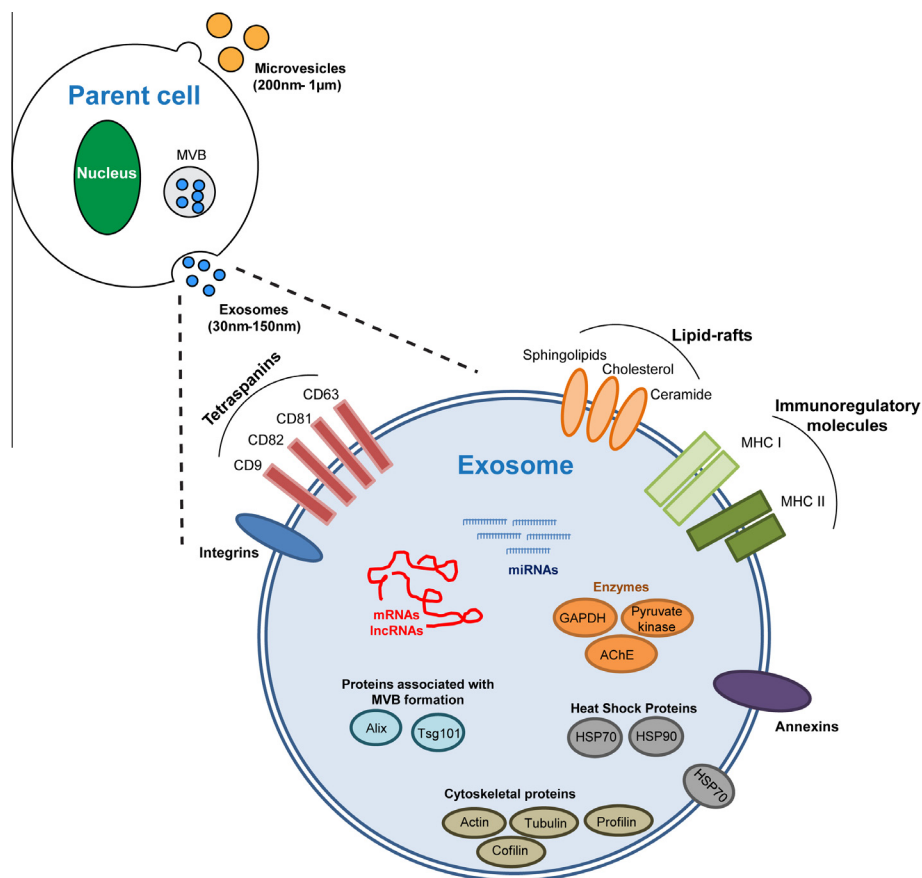 Microvesicles
(200nm- 1µm)
Parent cell
MVB
Nucleus
Exosomes
(30nm-150nm)
Lipid-rafts
Sphingolipids
Cholesterol
Ceramide
Tetraspanins
CD63
CD81
CD82
CD9
Immunoregulatory
molecules
MHC I
MHC II
Exosome
Integrins
miRNAs
mRNAs
lncRNAs
Enzymes
GAPDH
Pyruvate
kinase
AChE
Proteins associated with
MVB formation
Alix
Tsg101
Heat Shock Proteins
HSP70
HSP90
Annexins
HSP70
Cytoskeletal proteins
Actin
Tubulin
Profilin
Cofilin